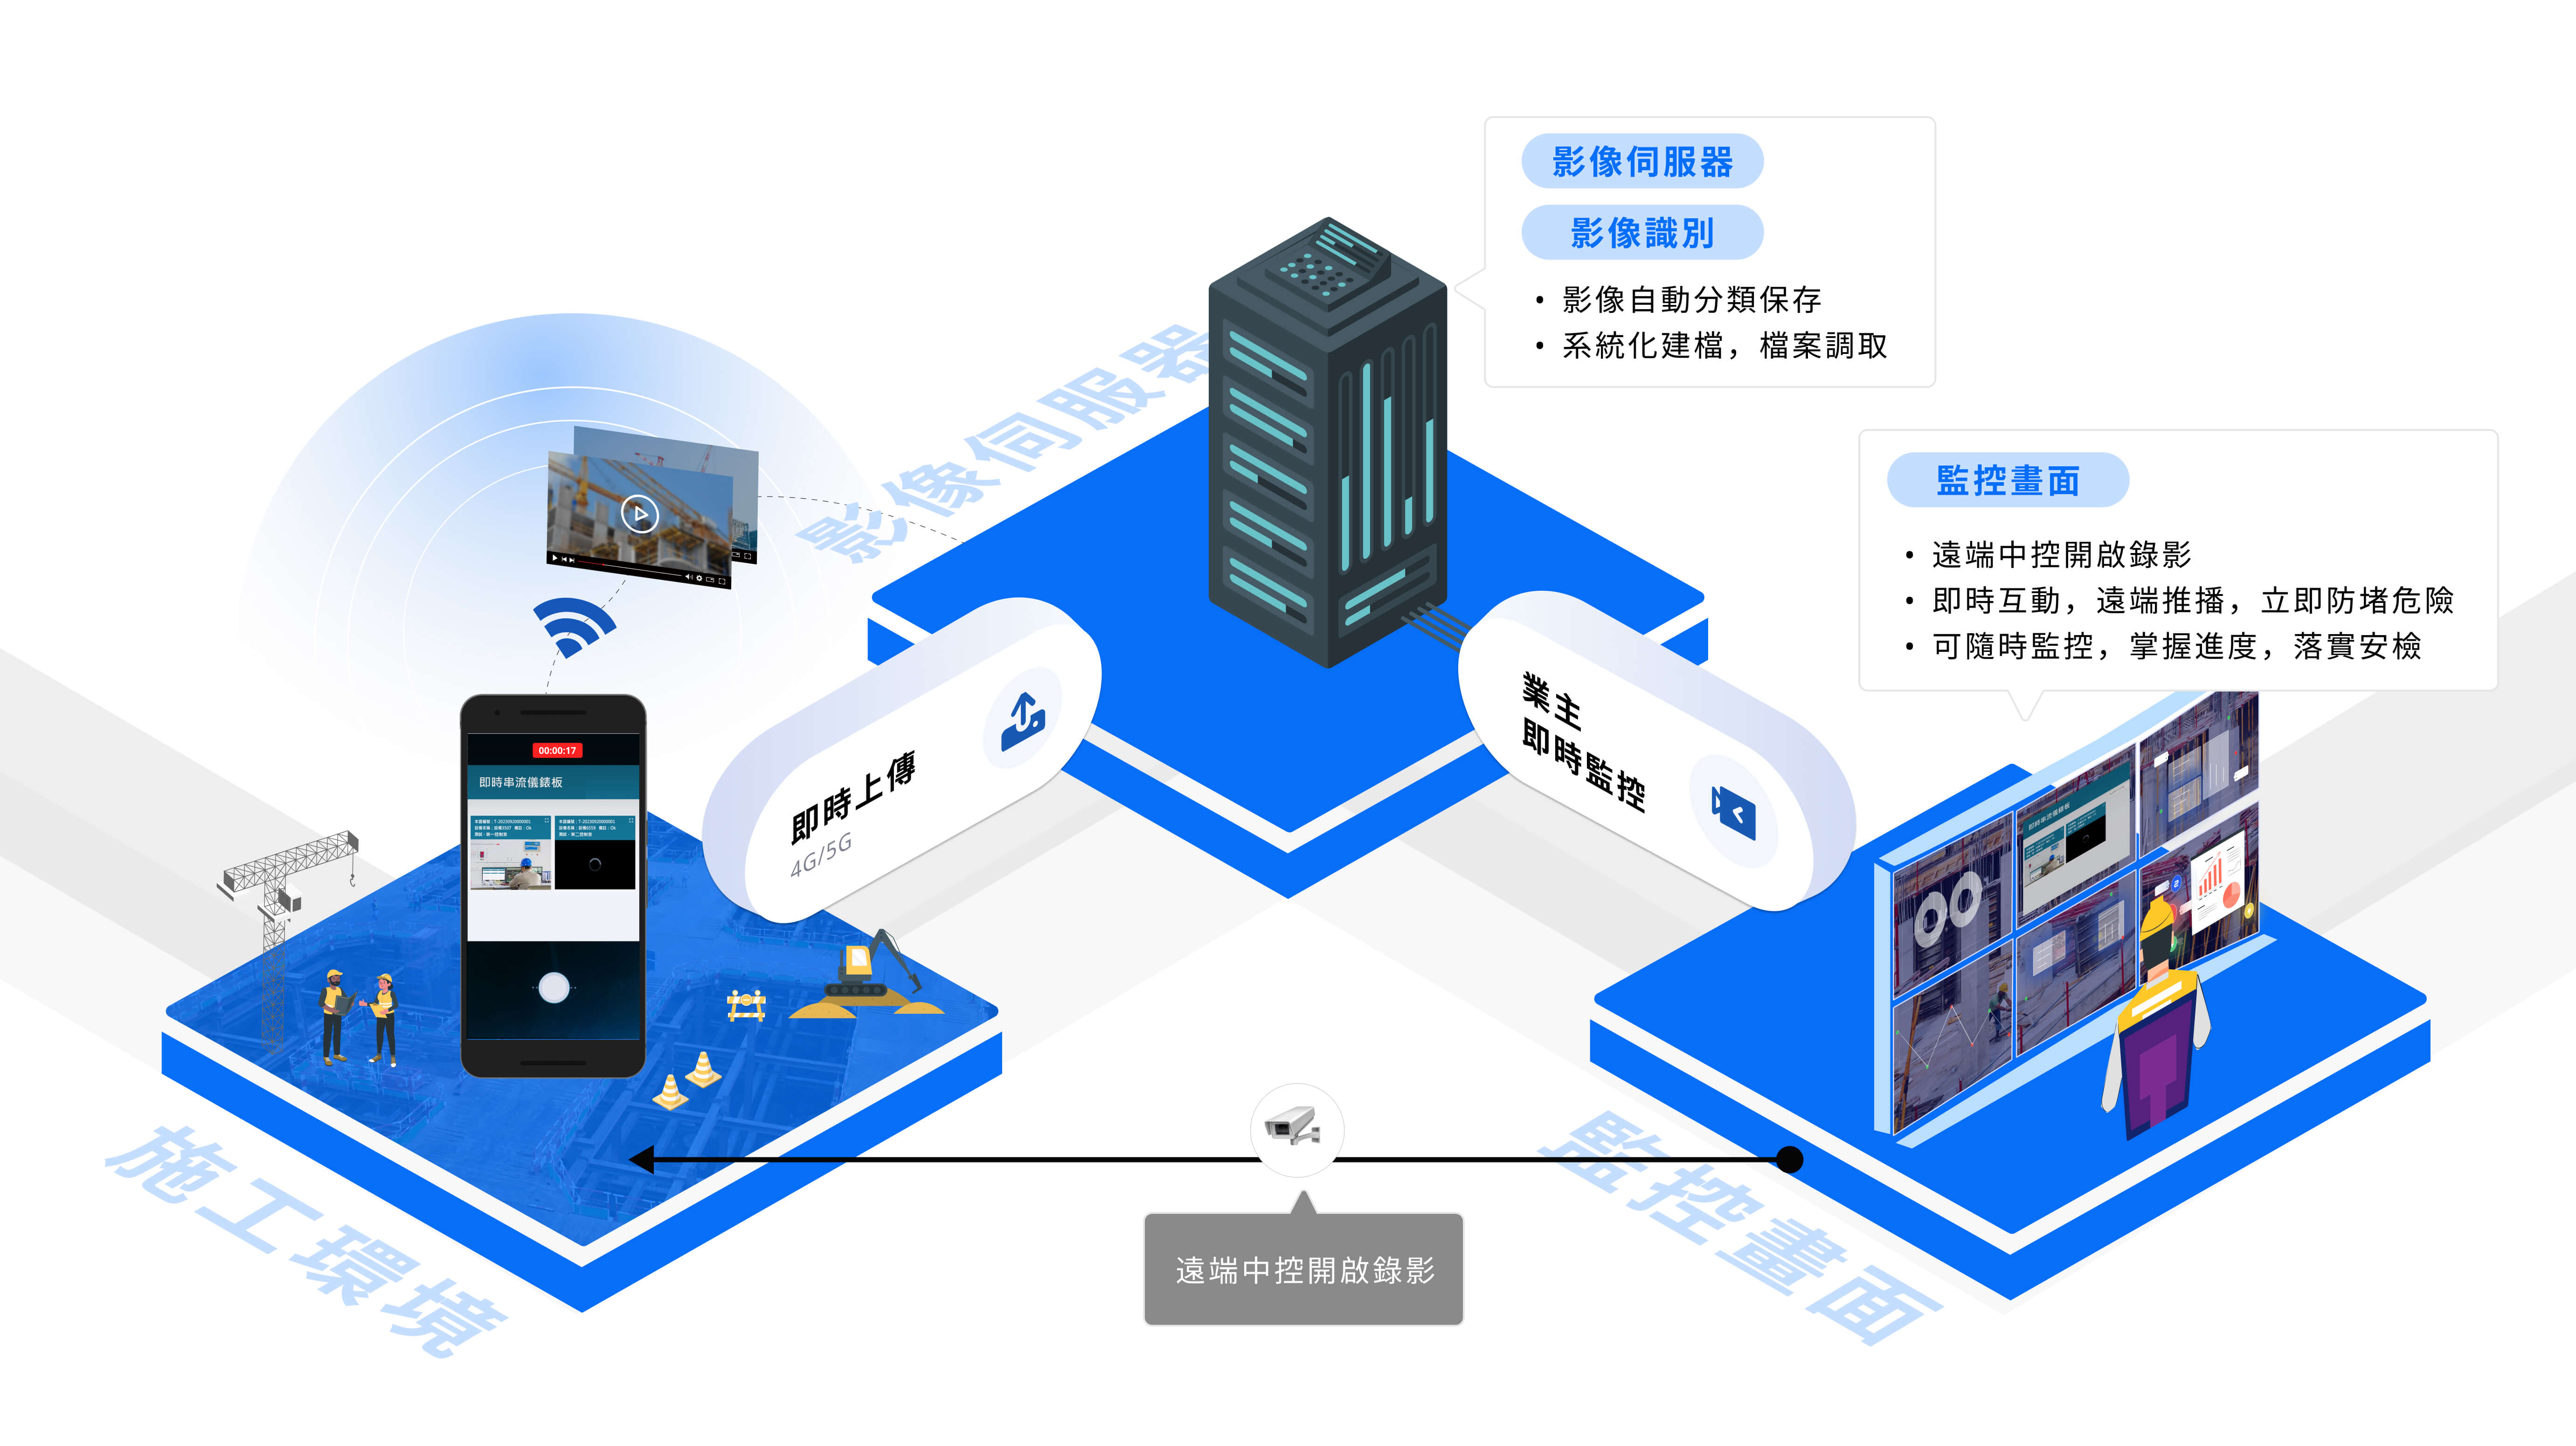 影像伺服器
影像識別
• 影像自動分類保存
• 系統化建檔，檔案調取
影像伺服器
監控畫面
• 遠端中控開啟錄影
• 即時互動，遠端推播，立即防堵危險
• 可隨時監控，掌握進度，落實安檢
業主
即時監控
即時上傳
4G/5G
00:00:17
即時串流儀錶板
施工環境
監控畫面
遠端中控開啟錄影